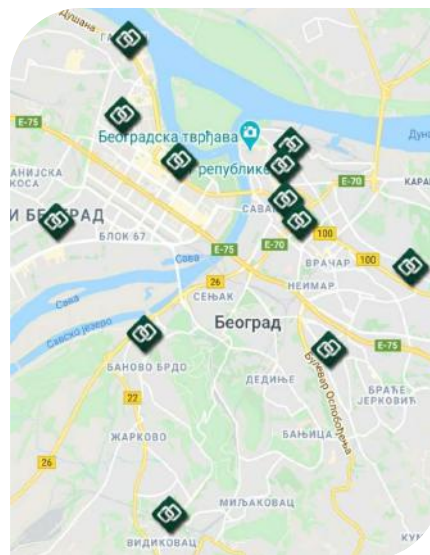 Душана
E-75
Београдска тврђава
Дун
републик
E-70
КАРА
АНИЈСКА
КОСА
И БЕОГРАД
САВА
100
БЛОК 67
E-75
E-70
ВРАЧАР
100
Сава
26
СЕЊАК
НЕИМАР
Сава
Савско језеро
Београд
E-75
БАНОВО БРДО
ДЕДИЊЕ
Булевар Ослобођења
БРАЋЕ
ЈЕРКОВИЋ
22
ЖАРКОВО
БАЊИЦА
26
МИЉАКОВАЦ
ВИДИКОВАЦ
КУ